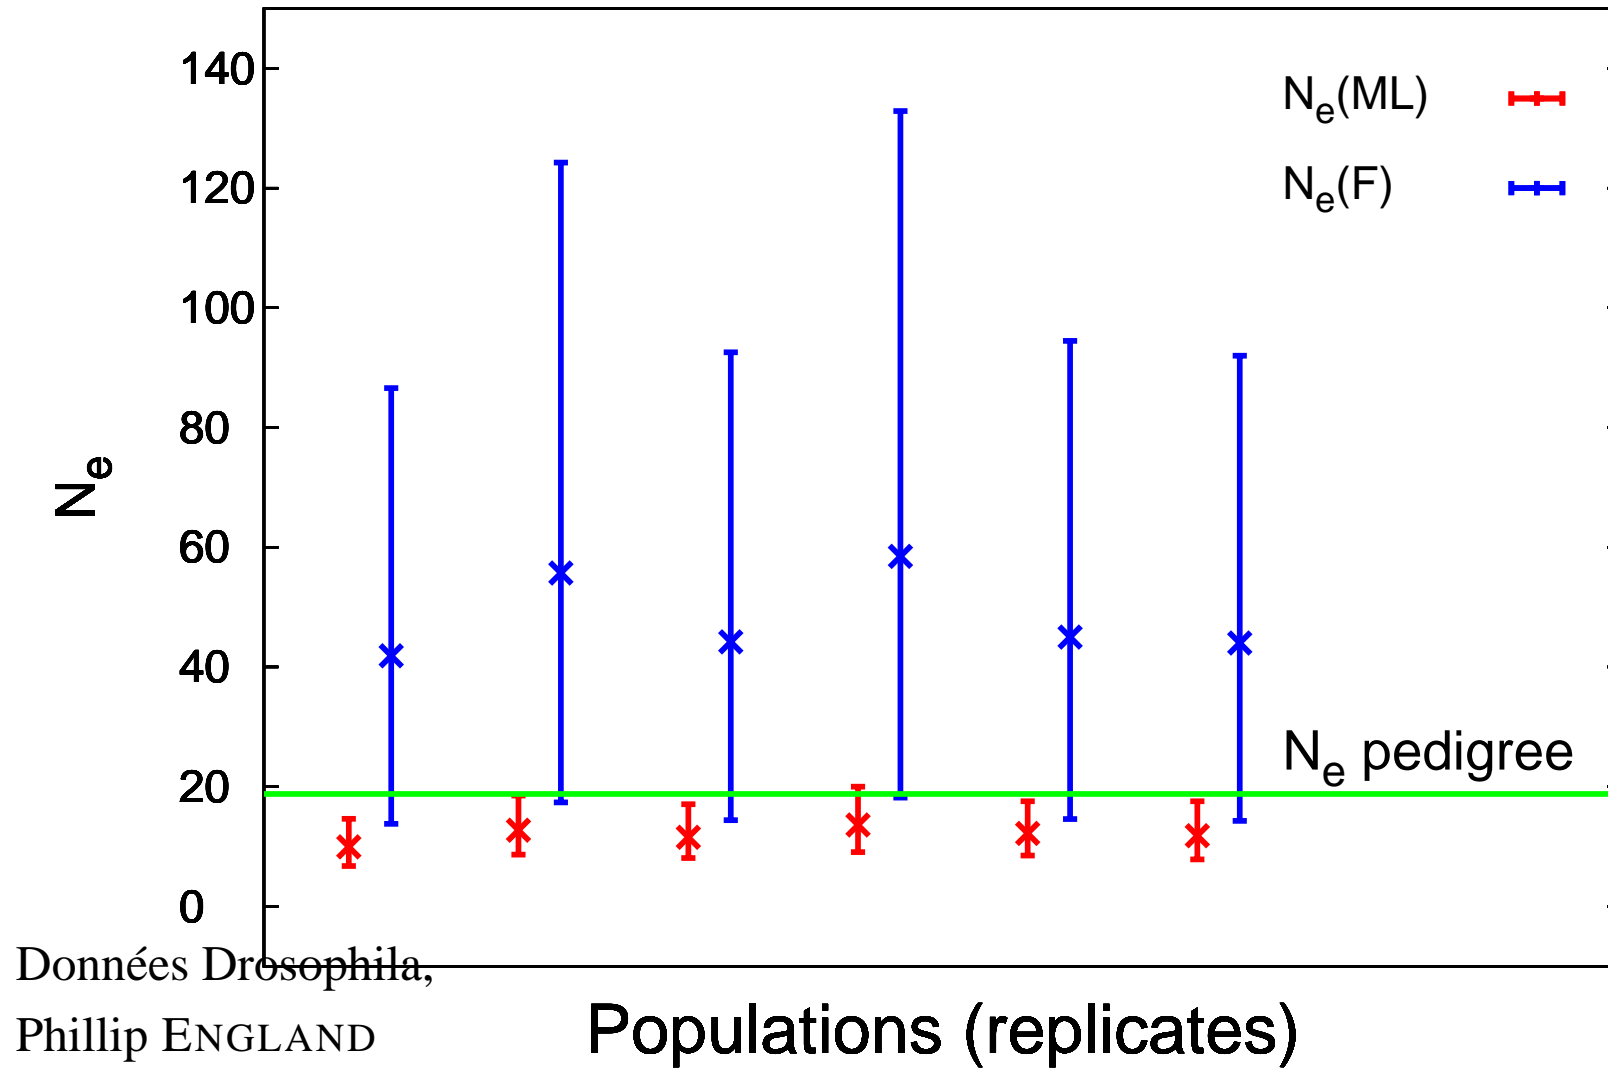 140
120
100
80
60
40
20
0
Ne
Ne(ML)
Ne(F)
Ne pedigree
Données Drosophila,
Phillip ENGLAND
Populations (replicates)